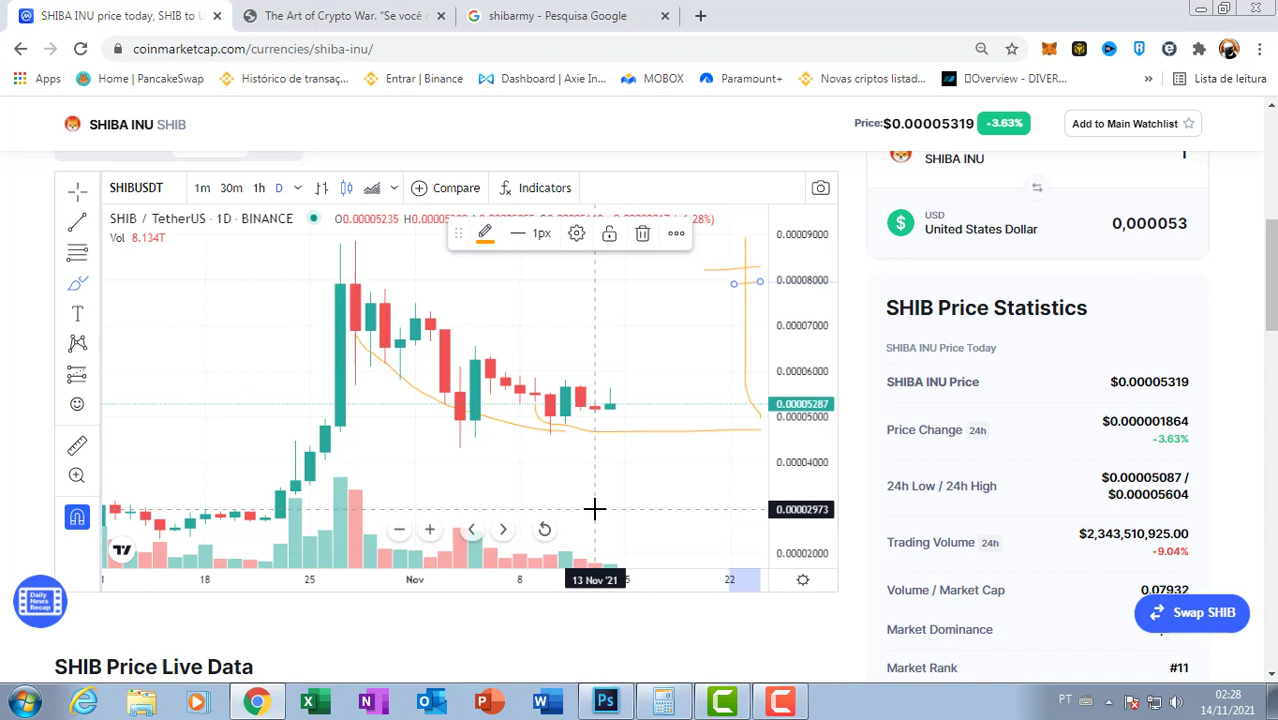 SHIBA INU price today, SHIB to U
The Art of Crypto War. "Se você
shibarmy - Pesquisa Google
coinmarketcap.com/currencies/shiba-inu/
Apps
Home | PancakeSwap
Histórico de transaç...
Entrar | Binance
Dashboard | Axie In...
MOBOX
Paramount+
Novas criptos listad...
Overview - DIVER...
»
Lista de leitura
SHIBA INU SHIB
Price:$0.00005319
-3.63%
Add to Main Watchlist
SHIBUSDT
1m 30m 1h D
Compare
Indicators
SHIBA INU
1
SHIB / TetherUS · 1D · BINANCE
O0.00005235
Vol 8.134T
1px
USD
United States Dollar
0,000053
0.00009000
0.00008000
0.00007000
0.00006000
0.00005287
0.00005000
0.00004000
0.00002973
0.00002000
18
25
Nov
8
13 Nov '21
22
SHIB Price Statistics
SHIBA INU Price Today
SHIBA INU Price
$0.00005319
Price Change 24h
$0.000001864
-3.63%
24h Low / 24h High
$0.00005087 /
$0.00005604
Trading Volume 24h
$2,343,510,925.00
-9.04%
Volume / Market Cap
0.07932
Market Dominance
Market Rank
#11
Swap SHIB
Daily
News
Recap
SHIB Price Live Data
PT
02:28
14/11/2021